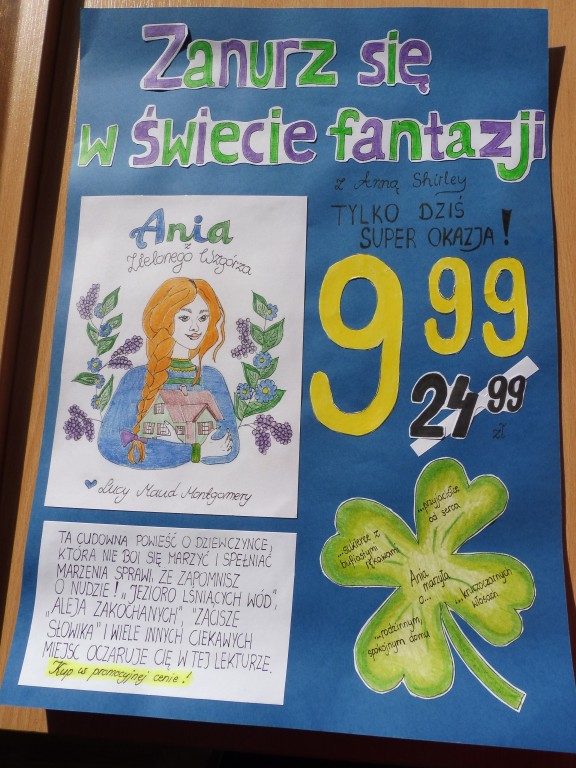 Zanurz się
w świecie fantazji
z Anną Shirley
TYLKO DZIŚ
SUPER OKAZJA!
9 99
24 99
zł
Ania
z
Zielonego Wzgórza
Lucy Maud Montgomery
TA CUDOWNA POWIEŚĆ O DZIEWCZYNCE,
KTÓRA NIE BOI SIĘ MARZYĆ I SPEŁNIAĆ
MARZENIA SPRAWI, ŻE ZAPOMNISZ
O NUDZIE! "JEZIORO LŚNIĄCYCH WÓD",
"ALEJA ZAKOCHANYCH", "ZACISZE
SŁOWIKA" I WIELE INNYCH CIEKAWYCH
MIEJSC OCZARUJE CIĘ W TEJ LEKTURZE.
Kup w promocyjnej cenie!
...przyjaciółce
od serca
...sukience z
bufiastymi
rękawami
Ania
marzyła
o...
...kruczoczarnych
włosach
...rodzinnym,
spokojnym domu